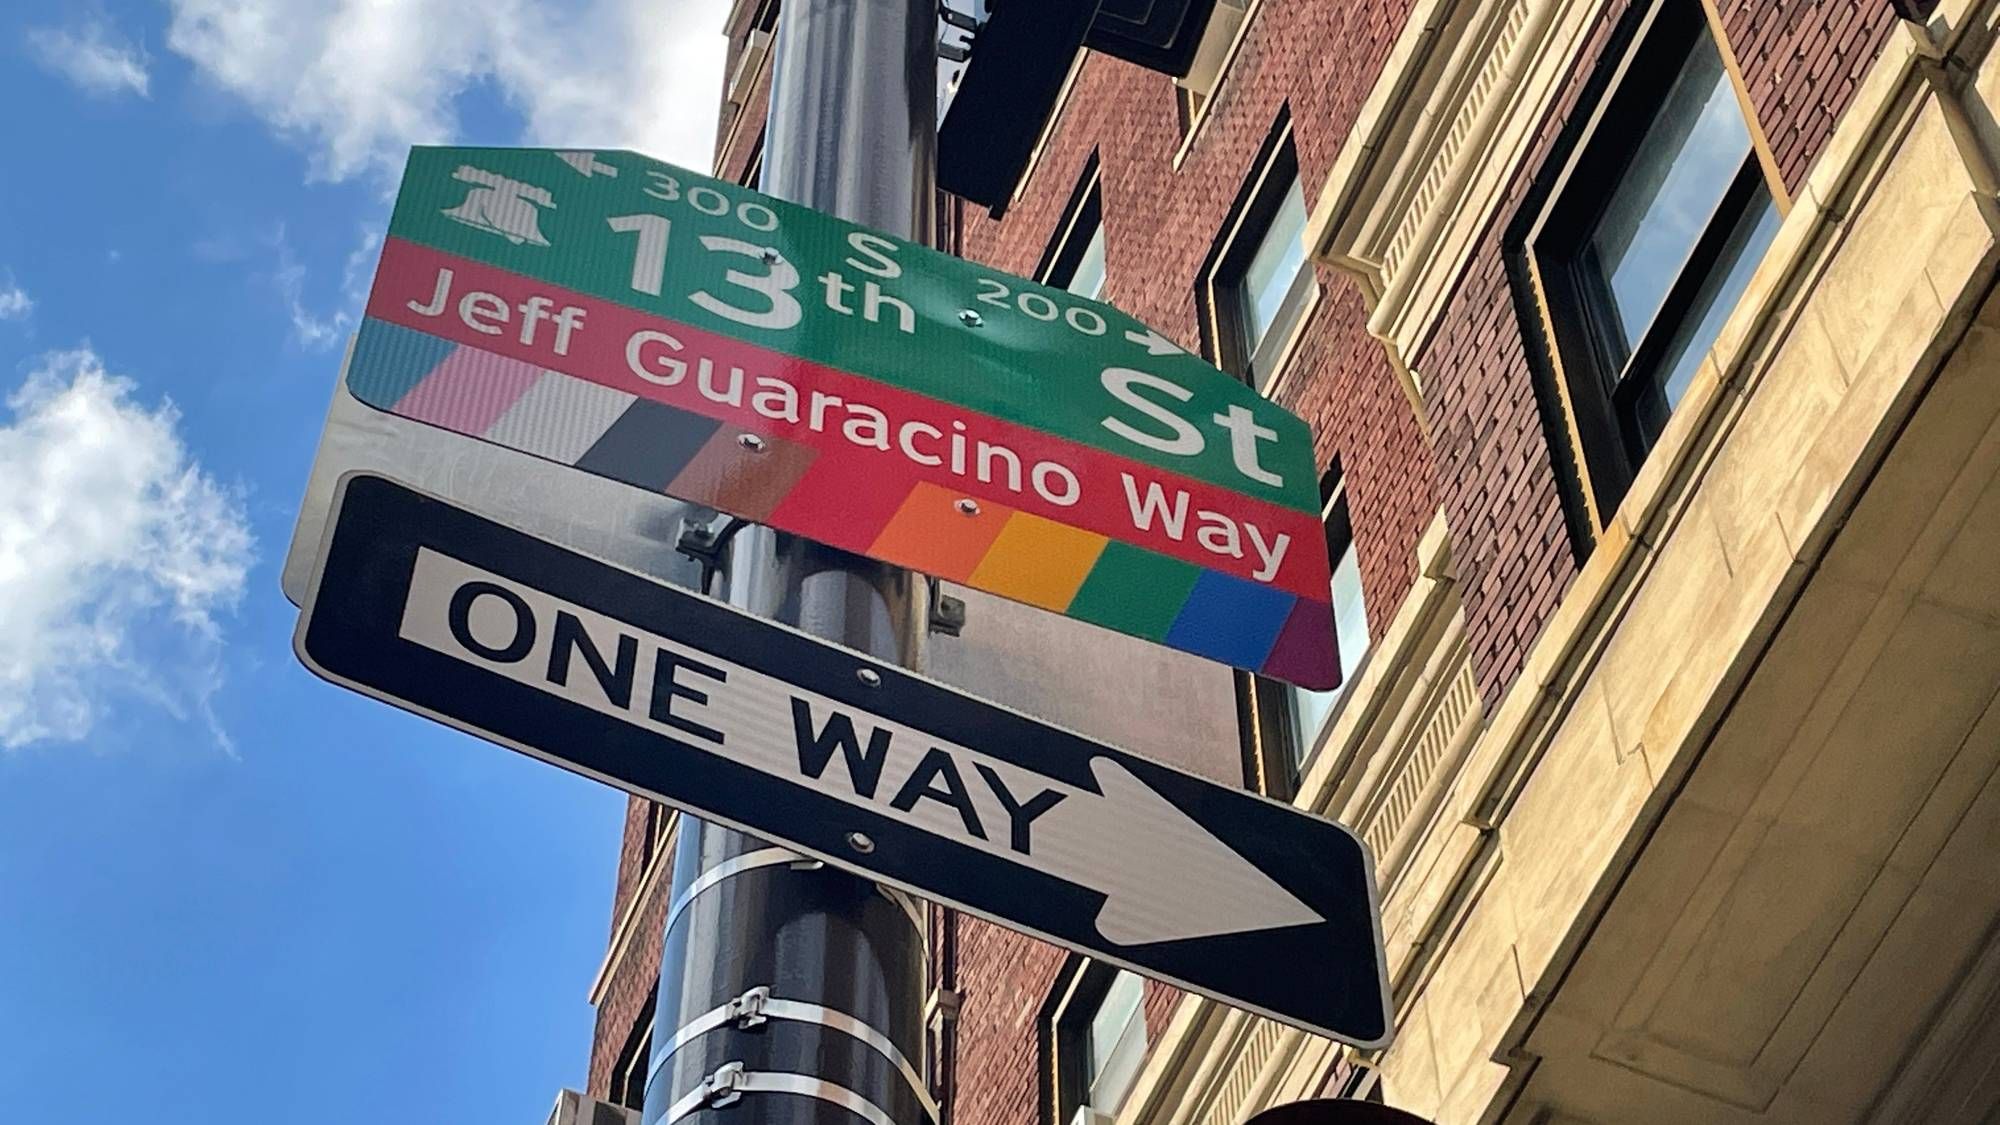 300 S 200
13th St
Jeff Guaracino Way
ONE WAY